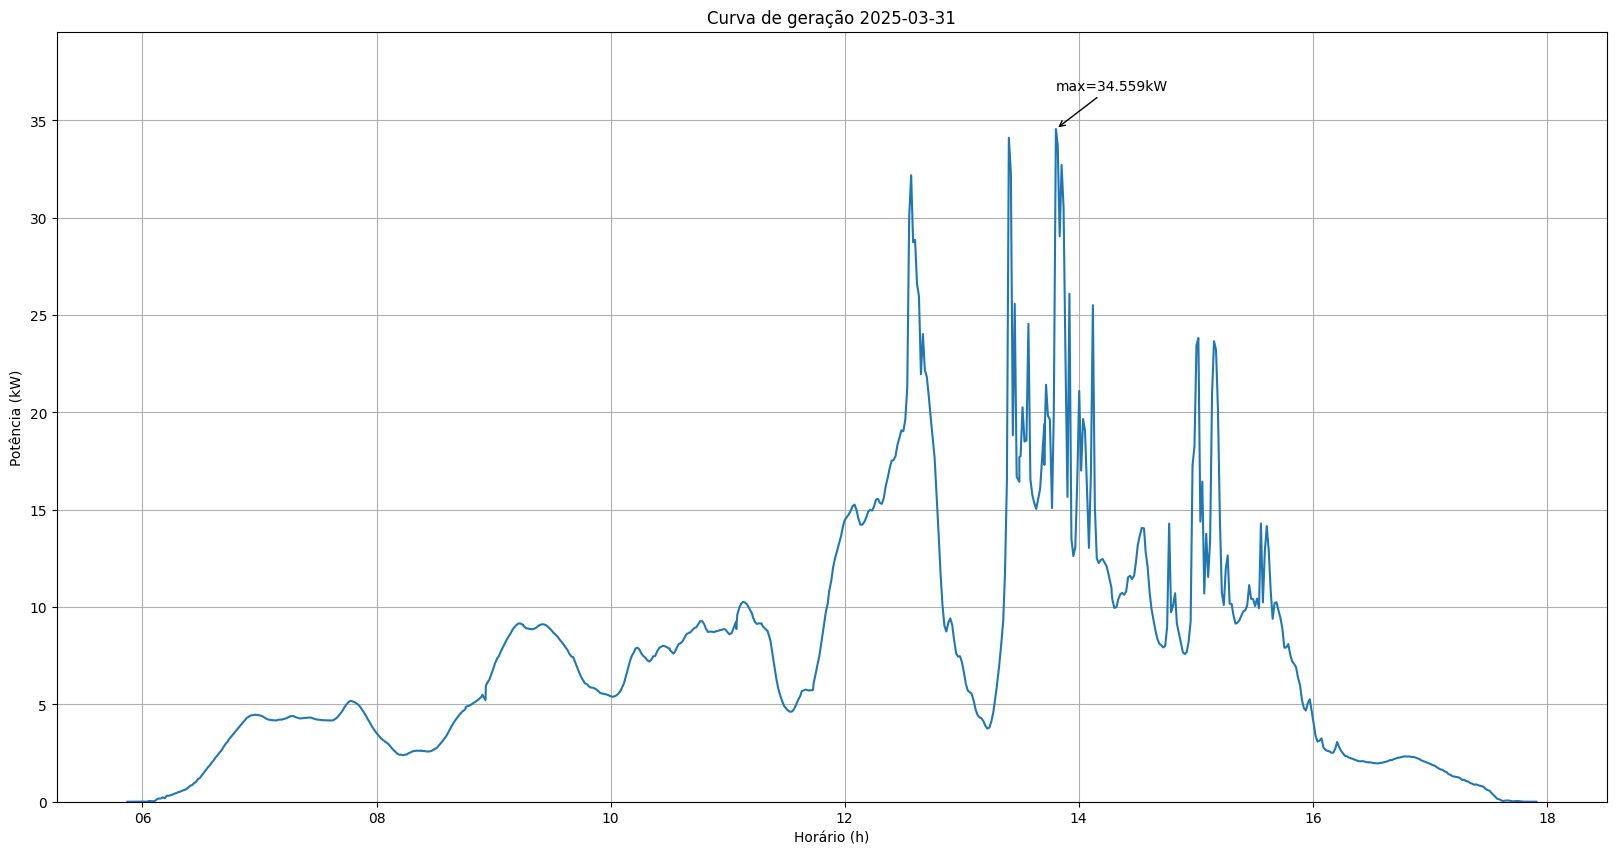 Curva de geração 2025-03-31
max=34.559kW
35
30
25
20
15
10
5
0
Potência (kW)
06 08 10 12 14 16 18
Horário (h)